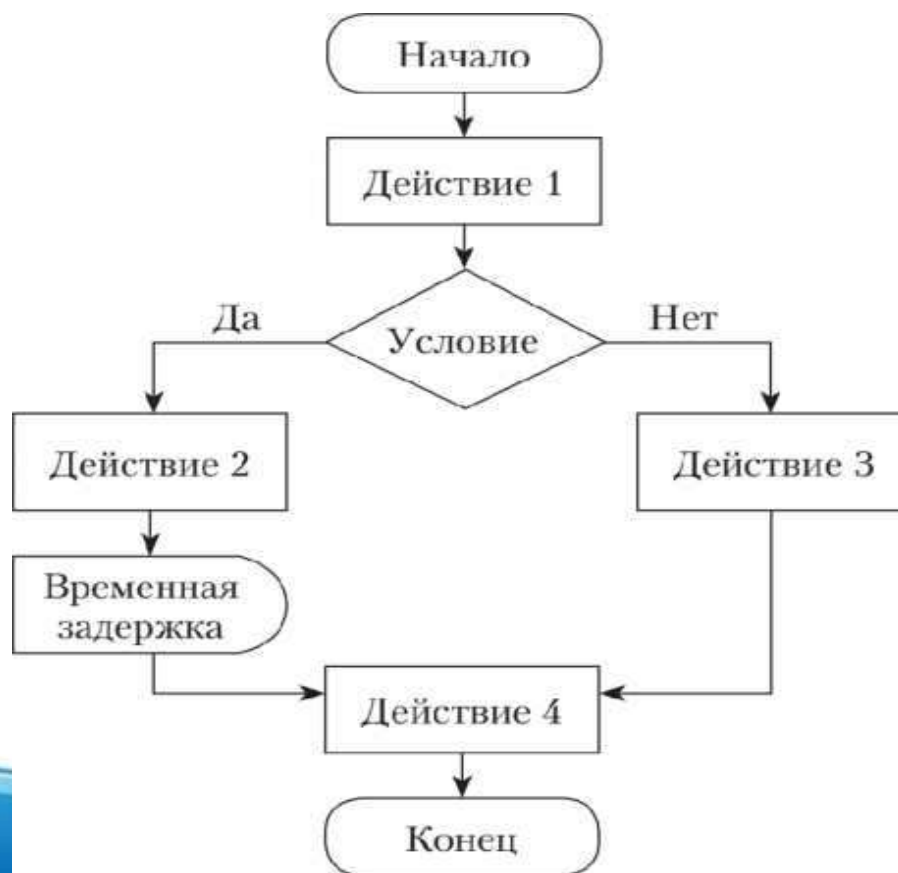 Начало
Действие 1
Да
Нет
Условие
Действие 2
Действие 3
Временная
задержка
Действие 4
Конец